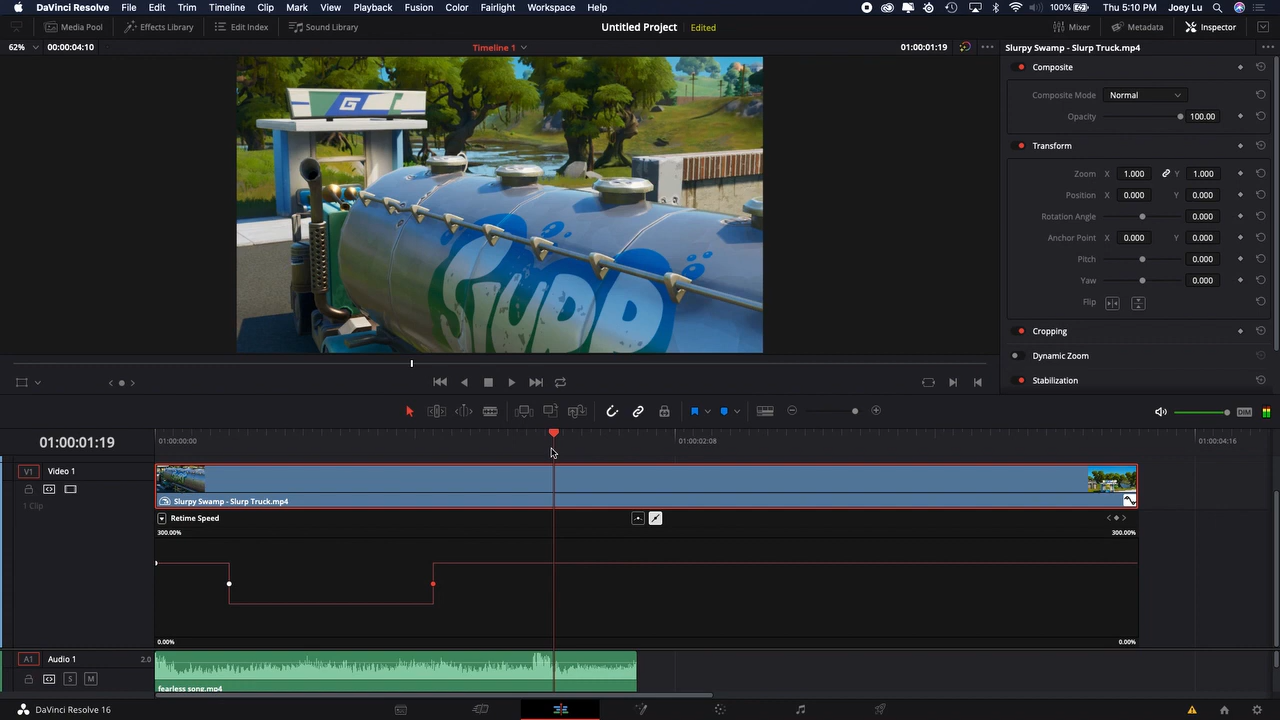 DaVinci Resolve File Edit Trim Timeline Clip Mark View Playback Fusion Color Fairlight Workspace Help 100% Thu 5:10 PM Joey Lu
Media Pool Effects Library Edit Index Sound Library Untitled Project Edited Mixer Metadata Inspector
62% 00:00:04:10 Timeline 1 01:00:01:19 Slurpy Swamp - Slurp Truck.mp4
Composite
Composite Mode Normal
Opacity 100.00
Transform
Zoom X 1.000 Y 1.000
Position X 0.000 Y 0.000
Rotation Angle 0.000
Anchor Point X 0.000 Y 0.000
Pitch 0.000
Yaw 0.000
Flip
Cropping
Dynamic Zoom
Stabilization
G
SLURP
DIM
01:00:01:19 01:00:00:00 01:00:02:08 01:00:04:16
V1 Video 1
1 Clip
Slurpy Swamp - Slurp Truck.mp4
Retime Speed
300.00% 300.00%
0.00% 0.00%
A1 Audio 1 2.0
S M
fearless song.mp4
DaVinci Resolve 16